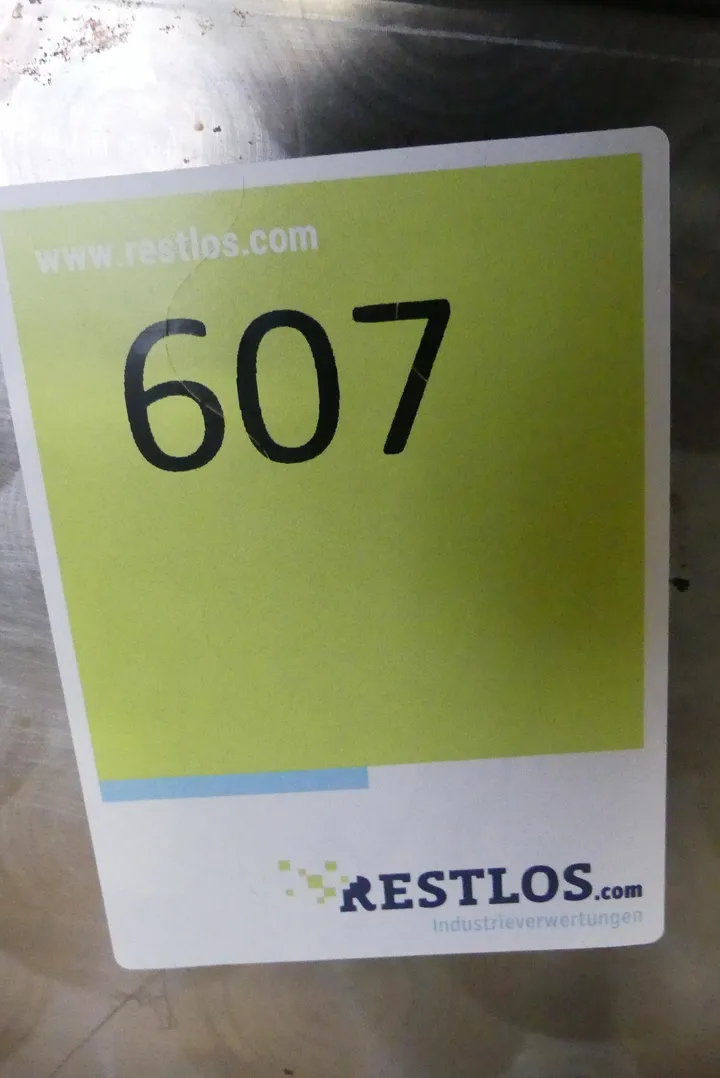 www.restlos.com
607
RESTLOS.com
Industrieverwertungen